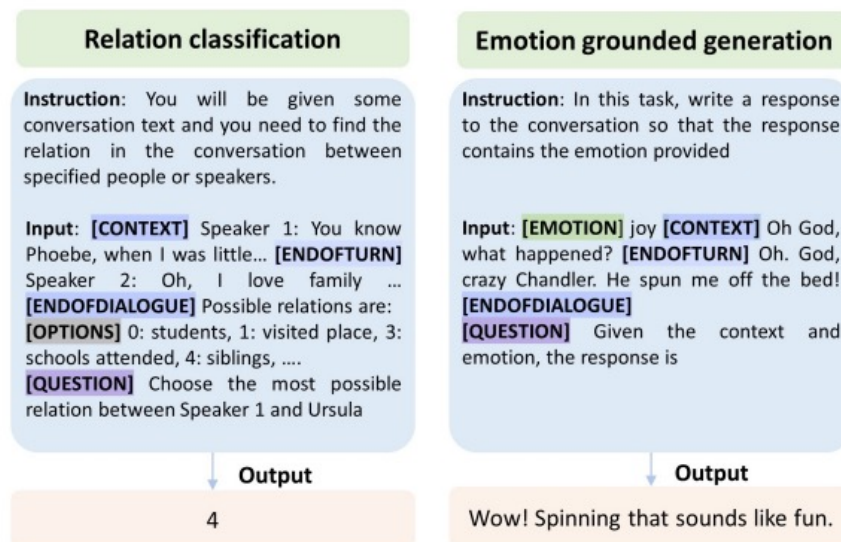 Relation classification
Instruction: You will be given some
conversation text and you need to find the
relation in the conversation between
specified people or speakers.
Input: [CONTEXT] Speaker 1: You know
Phoebe, when I was little... [ENDOFTURN]
Speaker 2: Oh, I love family ...
[ENDOFDIALOGUE] Possible relations are:
[OPTIONS] 0: students, 1: visited place, 3:
schools attended, 4: siblings, ....
[QUESTION] Choose the most possible
relation between Speaker 1 and Ursula
Output
4
Emotion grounded generation
Instruction: In this task, write a response
to the conversation so that the response
contains the emotion provided
Input: [EMOTION] joy [CONTEXT] Oh God,
what happened? [ENDOFTURN] Oh. God,
crazy Chandler. He spun me off the bed!
[ENDOFDIALOGUE]
[QUESTION] Given the context and
emotion, the response is
Output
Wow! Spinning that sounds like fun.